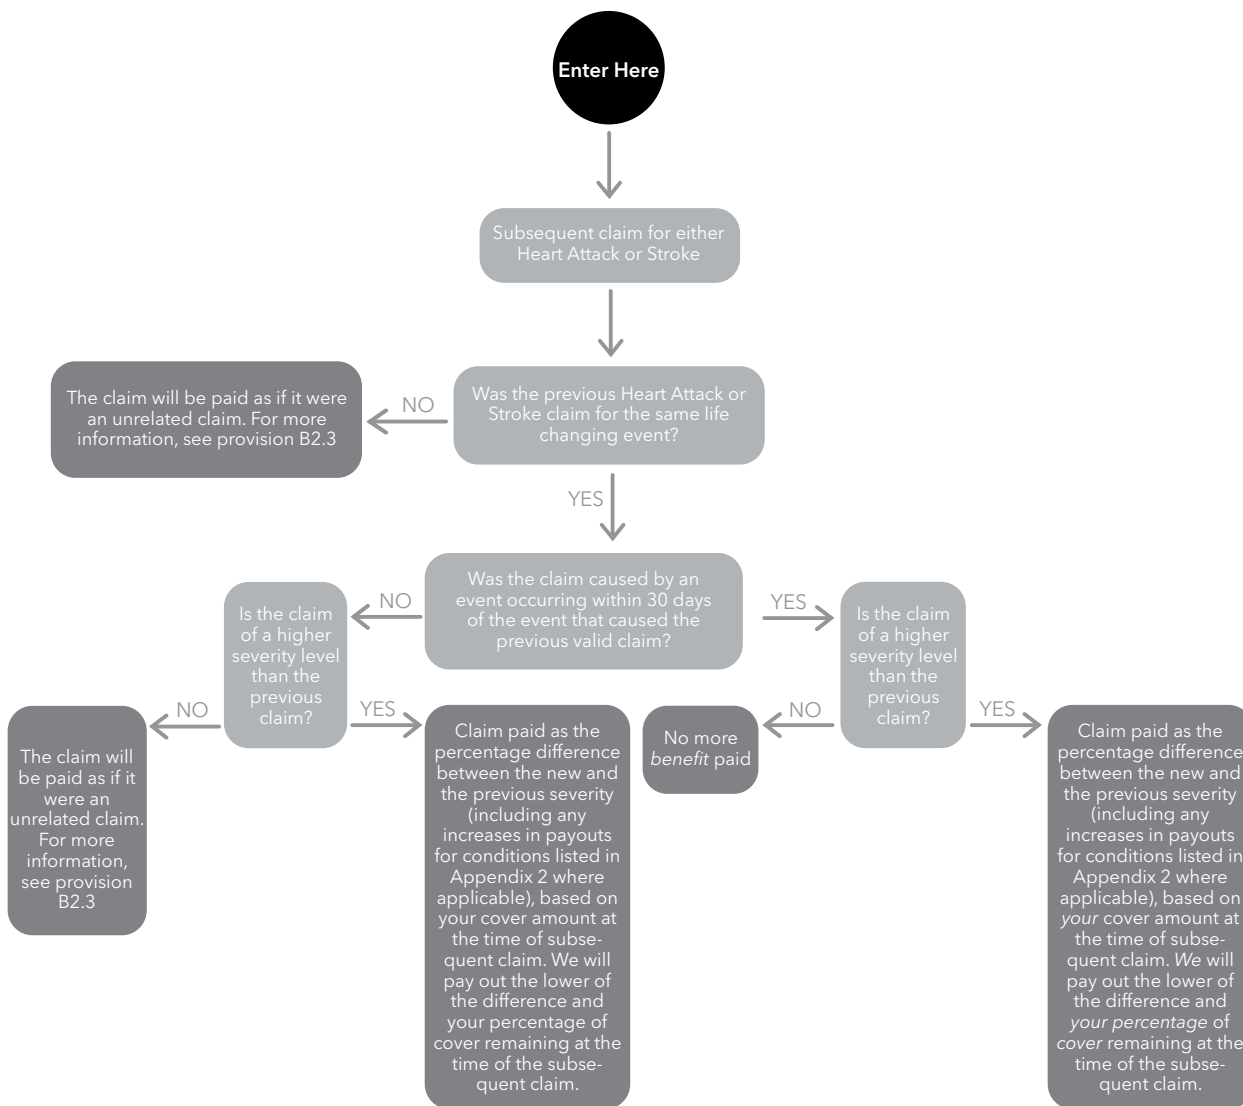 Enter Here
Subsequent claim for either
Heart Attack or Stroke
Was the previous Heart Attack or
Stroke claim for the same life
changing event?
NO
The claim will be paid as if it were
an unrelated claim. For more
information, see provision B2.3
YES
Was the claim caused by an
event occurring within 30 days
of the event that caused the
previous valid claim?
NO
Is the claim
of a higher
severity level
than the
previous
claim?
NO
The claim will
be paid as if it
were an
unrelated claim.
For more
information,
see provision
B2.3
YES
Claim paid as the
percentage difference
between the new and
the previous severity
(including any
increases in payouts
for conditions listed in
Appendix 2 where
applicable), based on
your cover amount at
the time of subse-
quent claim. We will
pay out the lower of
the difference and
your percentage of
cover remaining at the
time of the subse-
quent claim.
YES
Is the claim
of a higher
severity level
than the
previous
claim?
NO
No more
benefit paid
YES
Claim paid as the
percentage difference
between the new and
the previous severity
(including any
increases in payouts
for conditions listed in
Appendix 2 where
applicable), based on
your cover amount at
the time of subse-
quent claim. We will
pay out the lower of
the difference and
your percentage of
cover remaining at the
time of the subse-
quent claim.